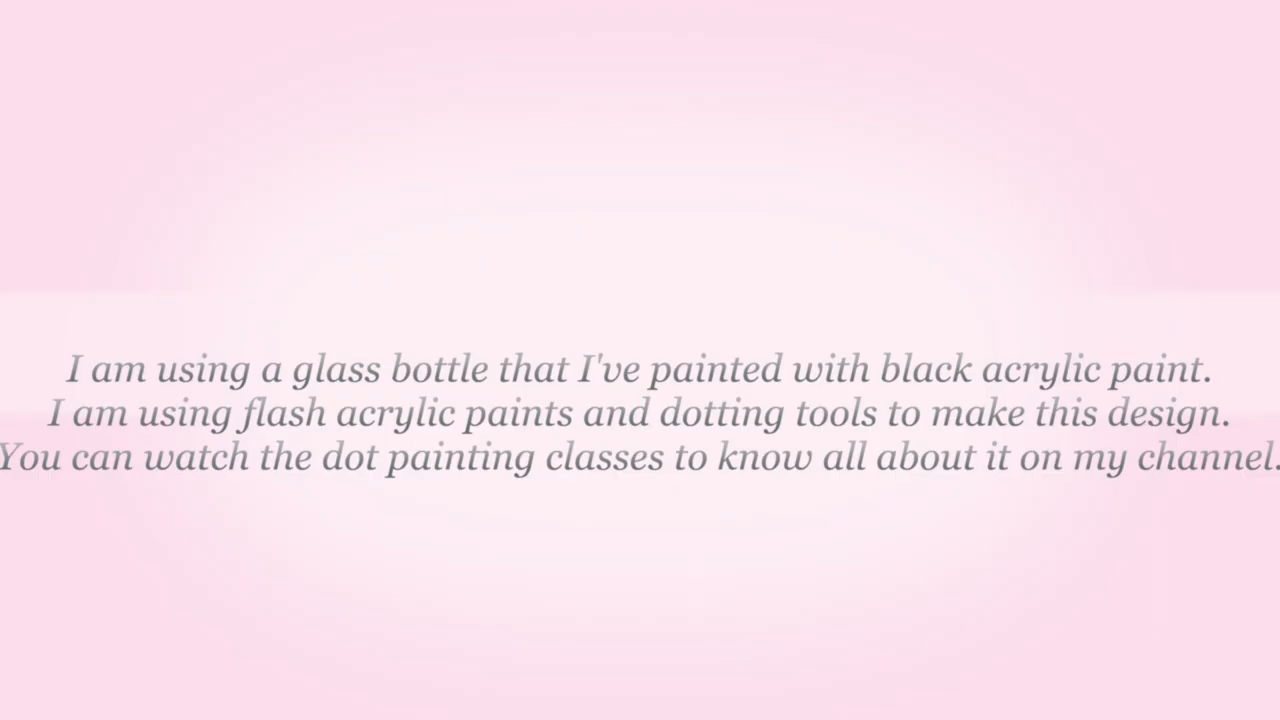 I am using a glass bottle that I've painted with black acrylic paint.
I am using flash acrylic paints and dotting tools to make this design.
You can watch the dot painting classes to know all about it on my channel.